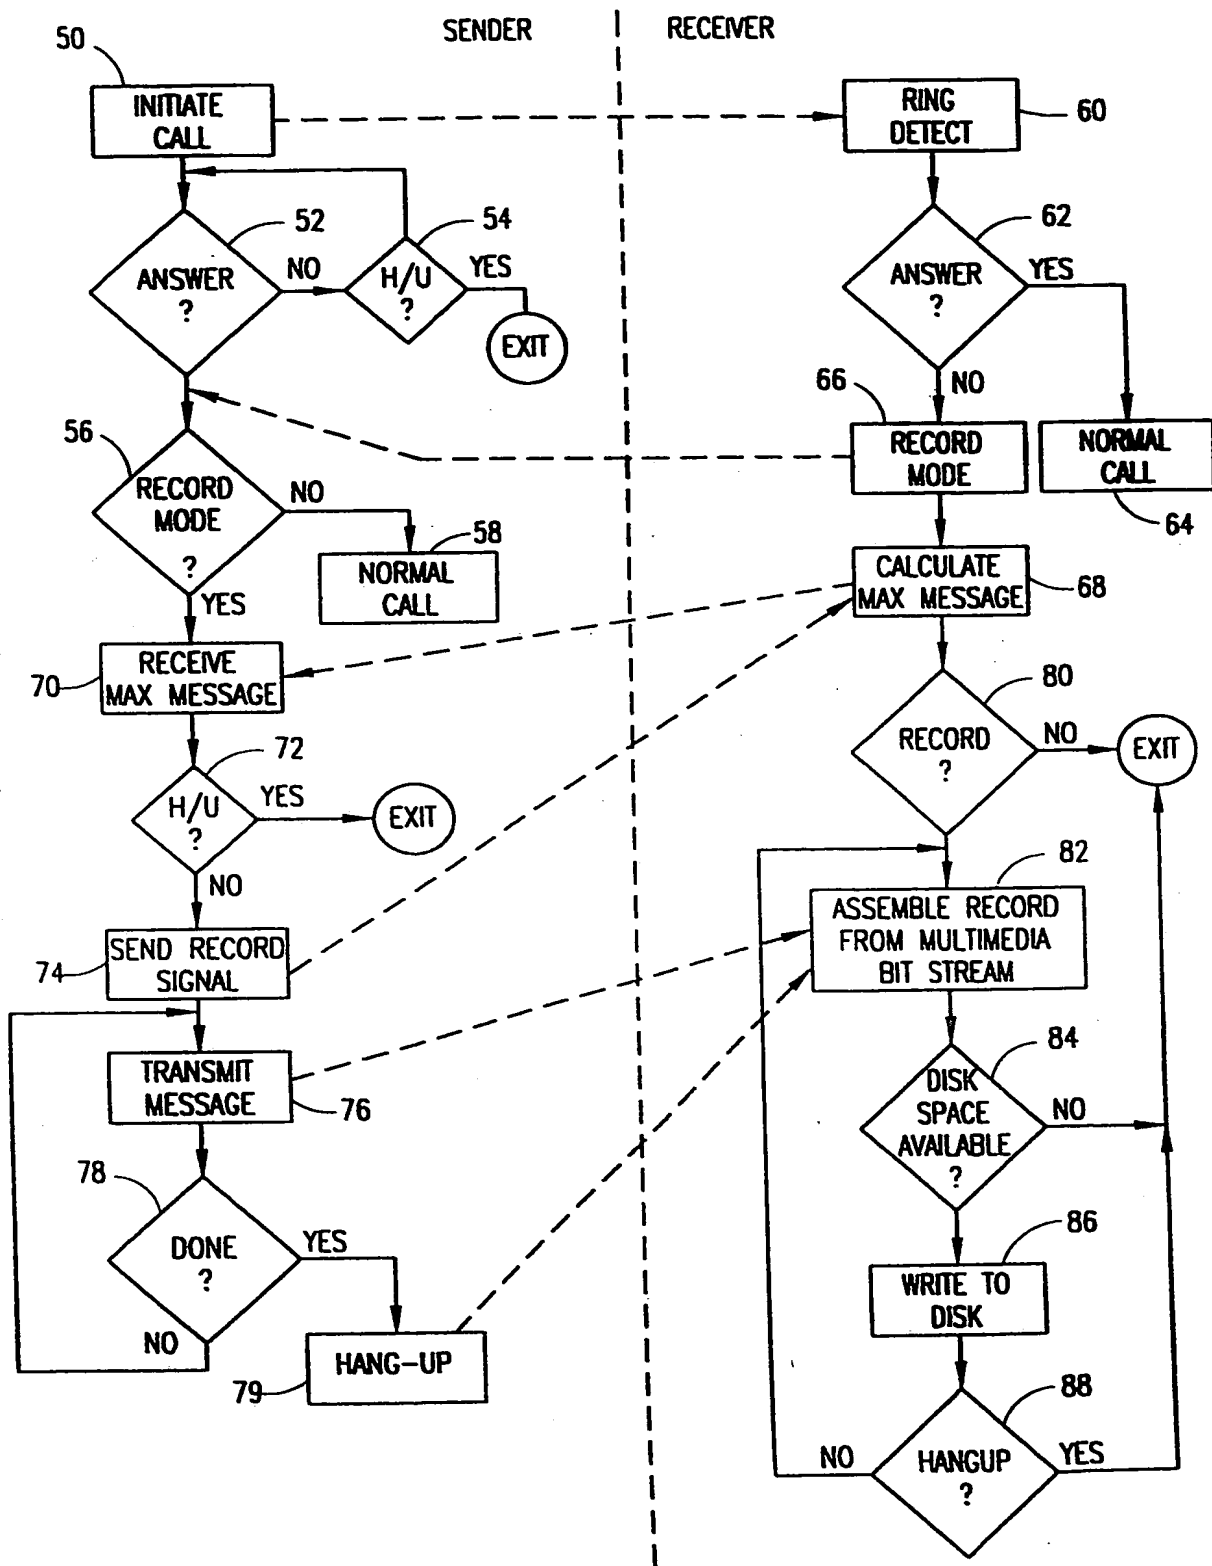 SENDER
RECEIVER
50
INITIATE
CALL
52
ANSWER
?
NO
54
H/U
?
YES
EXIT
56
RECORD
MODE
?
NO
58
NORMAL
CALL
YES
70
RECEIVE
MAX MESSAGE
72
H/U
?
YES
EXIT
NO
74
SEND RECORD
SIGNAL
TRANSMIT
MESSAGE
76
78
DONE
?
YES
NO
HANG-UP
79
RING
DETECT
60
62
ANSWER
?
YES
NO
66
RECORD
MODE
NORMAL
CALL
64
CALCULATE
MAX MESSAGE
68
80
RECORD
?
NO
EXIT
82
ASSEMBLE RECORD
FROM MULTIMEDIA
BIT STREAM
84
DISK
SPACE
AVAILABLE
?
NO
86
WRITE TO
DISK
88
HANGUP
?
NO
YES